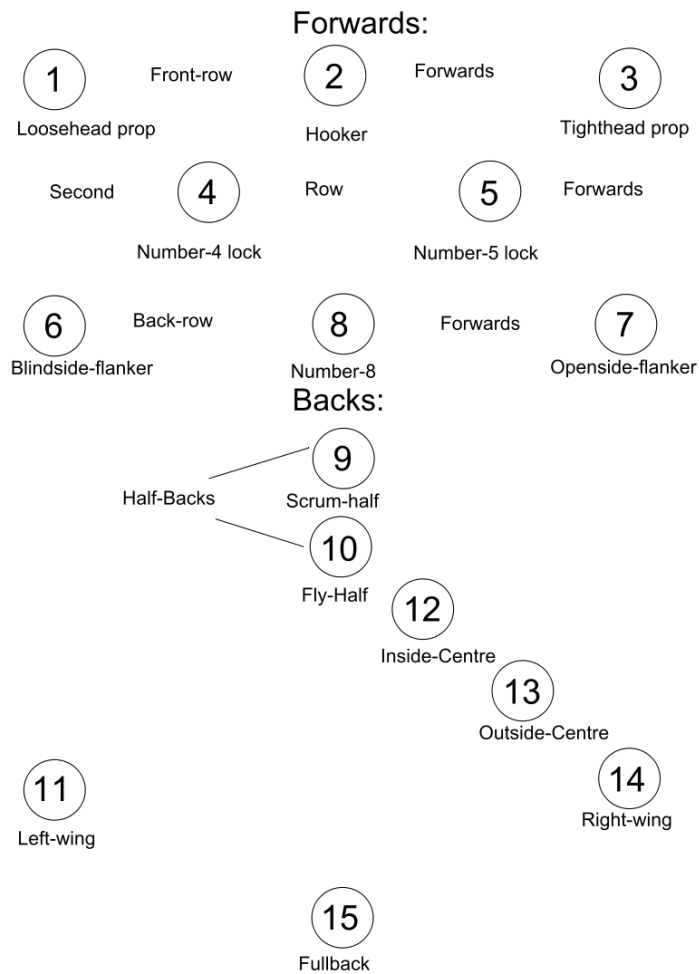 Forwards:
1 Front-row 2 Forwards 3
Loosehead prop Hooker Tighthead prop
Second 4 Row 5 Forwards
Number-4 lock Number-5 lock
6 Back-row 8 Forwards 7
Blindside-flanker Number-8 Openside-flanker
Backs:
9
Half-Backs Scrum-half
10
Fly-Half
12
Inside-Centre
13
Outside-Centre
11 14
Left-wing Right-wing
15
Fullback